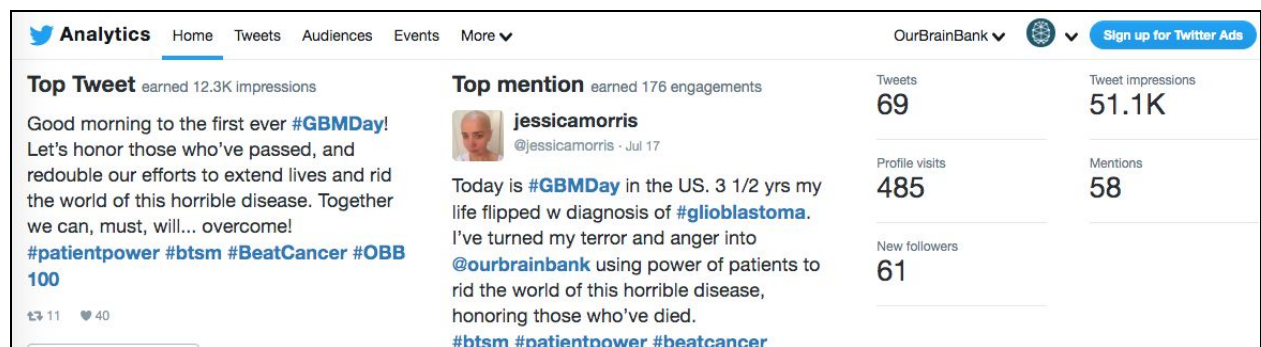 Analytics Home Tweets Audiences Events More OurBrainBank Sign up for Twitter Ads
Top Tweet earned 12.3K impressions
Good morning to the first ever #GBMDay!
Let's honor those who've passed, and
redouble our efforts to extend lives and rid
the world of this horrible disease. Together
we can, must, will... overcome!
#patientpower #btsm #BeatCancer #OBB
100
11 40
Top mention earned 176 engagements
jessicamorris
@jessicamorris · Jul 17
Today is #GBMDay in the US. 3 1/2 yrs my
life flipped w diagnosis of #glioblastoma.
I've turned my terror and anger into
@ourbrainbank using power of patients to
rid the world of this horrible disease,
honoring those who've died.
#btsm #patientpower #beatcancer
Tweets
69
Tweet impressions
51.1K
Profile visits
485
Mentions
58
New followers
61